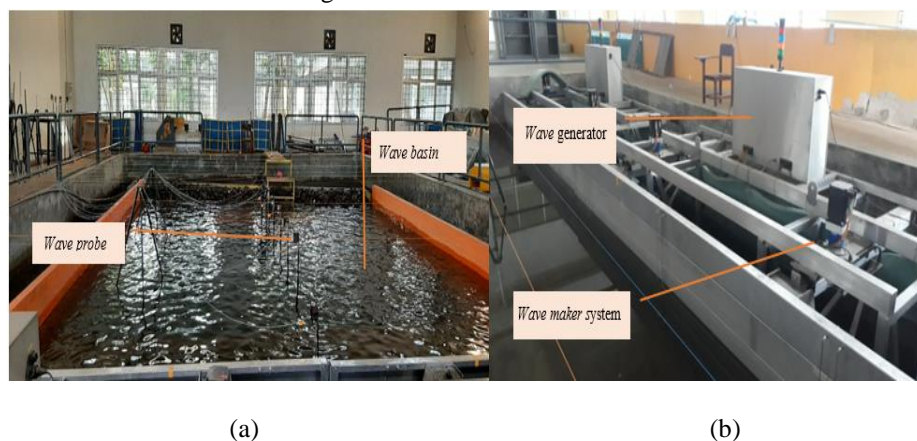 Wave basin
Wave probe
Wave generator
Wave maker system
(a)
(b)